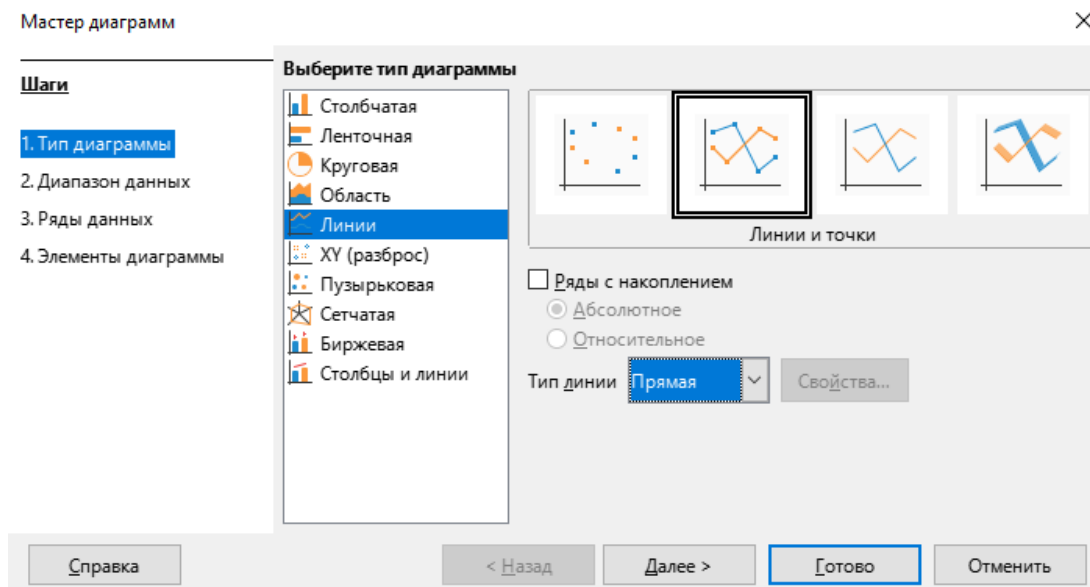 Мастер диаграмм
Шаги
1. Тип диаграммы
2. Диапазон данных
3. Ряды данных
4. Элементы диаграммы
Выберите тип диаграммы
Столбчатая
Ленточная
Круговая
Область
Линии
XY (разброс)
Пузырьковая
Сетчатая
Биржевая
Столбцы и линии
Линии и точки
Ряды с накоплением
Абсолютное
Относительное
Тип линии Прямая Свойства...
Справка < Назад Далее > Готово Отменить